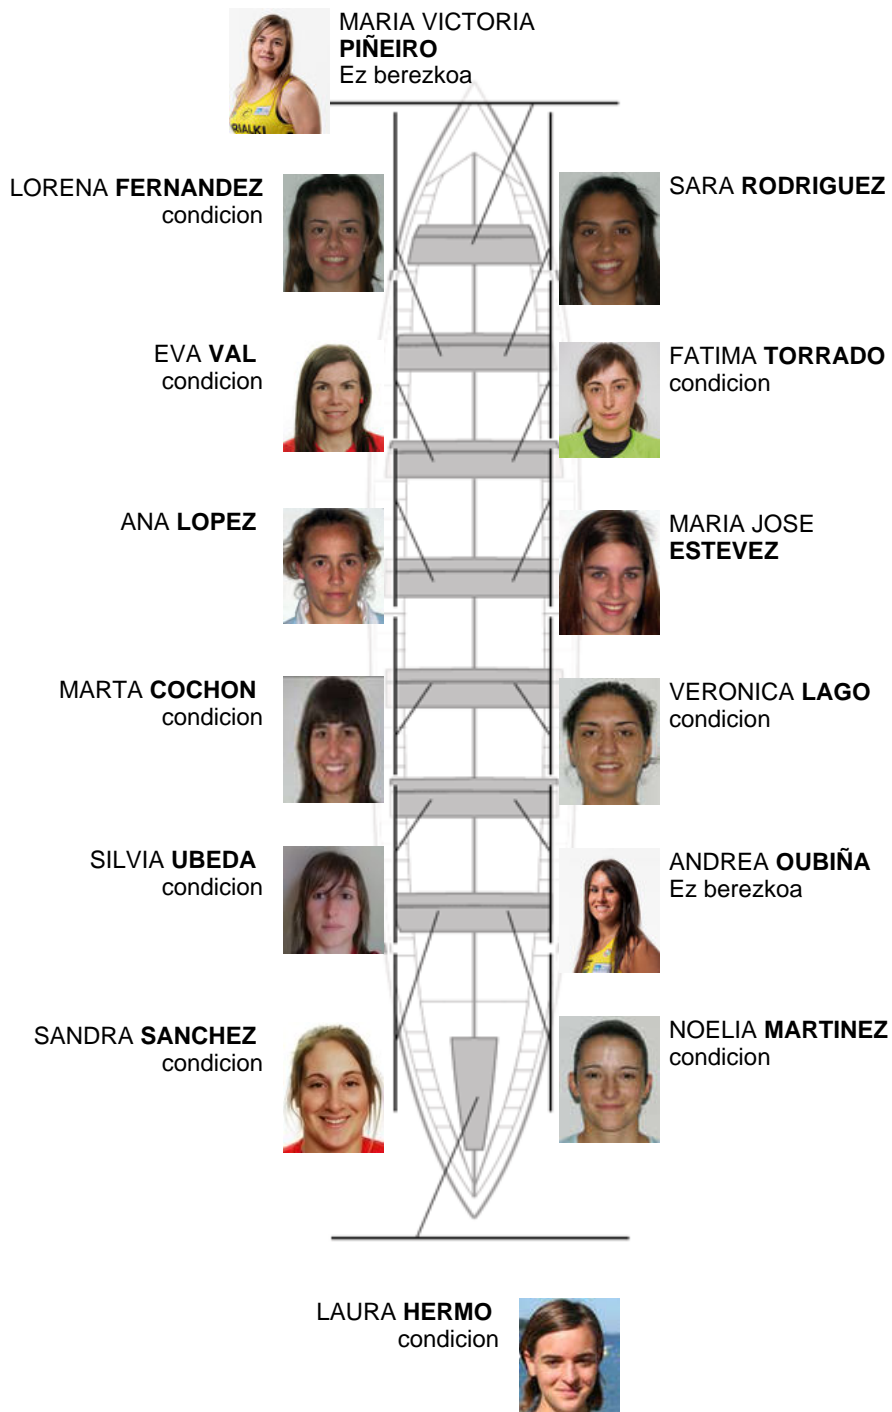 MARIA VICTORIA
PIÑEIRO
Ez berezkoa
RIALKI
LORENA FERNANDEZ
condicion
SARA RODRIGUEZ
EVA VAL
condicion
FATIMA TORRADO
condicion
ANA LOPEZ
MARIA JOSE
ESTEVEZ
MARTA COCHON
condicion
VERONICA LAGO
condicion
SILVIA UBEDA
condicion
ANDREA OUBIÑA
Ez berezkoa
SANDRA SANCHEZ
condicion
NOELIA MARTINEZ
condicion
LAURA HERMO
condicion